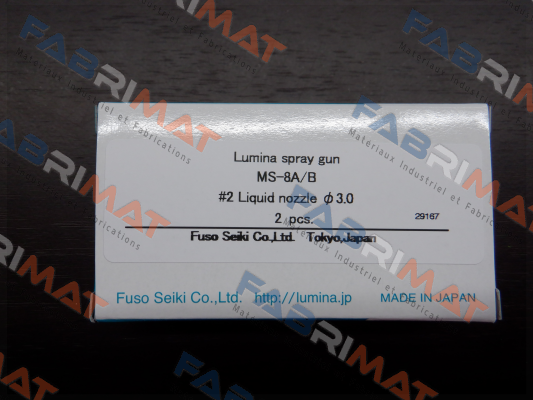 Lumina spray gun
MS-8A/B
#2 Liquid nozzle φ3.0
2 pcs.
29167
Fuso Seiki Co.,Ltd. Tokyo,Japan
Fuso Seiki Co.,Ltd. http://lumina.jp MADE IN JAPAN
FABRIMAT
Matériaux Industriel et Fabrications